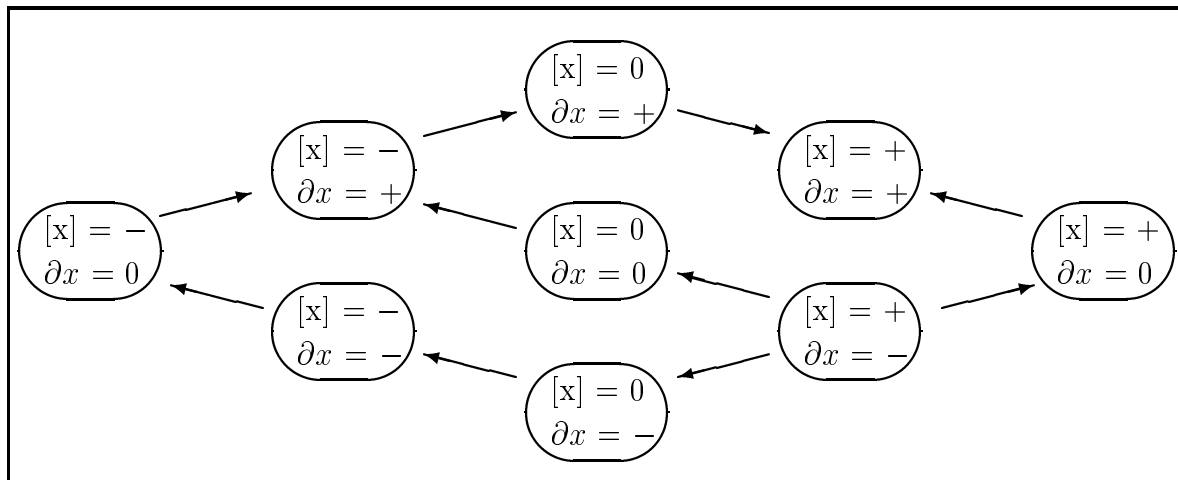 [x] = 0
∂x = +
[x] = −
∂x = +
[x] = +
∂x = +
[x] = −
∂x = 0
[x] = 0
∂x = 0
[x] = +
∂x = 0
[x] = −
∂x = −
[x] = +
∂x = −
[x] = 0
∂x = −